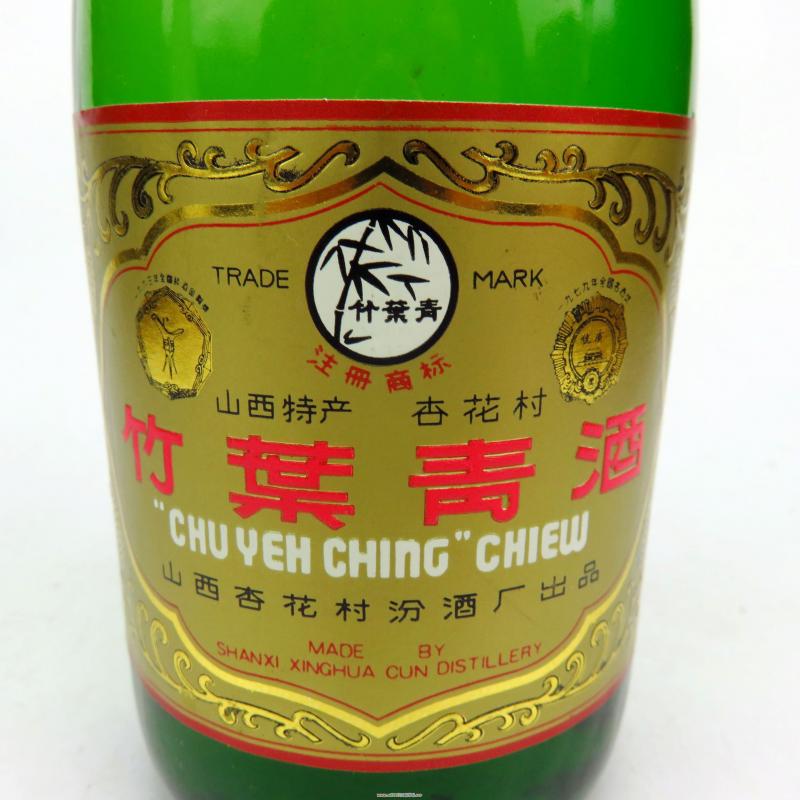 TRADE MARK
竹葉青
注册商标
山西特产 杏花村
竹葉青酒
"CHU YEH CHING" CHIEW
山西杏花村汾酒厂出品
MADE BY
SHANXI XINGHUA CUN DISTILLERY